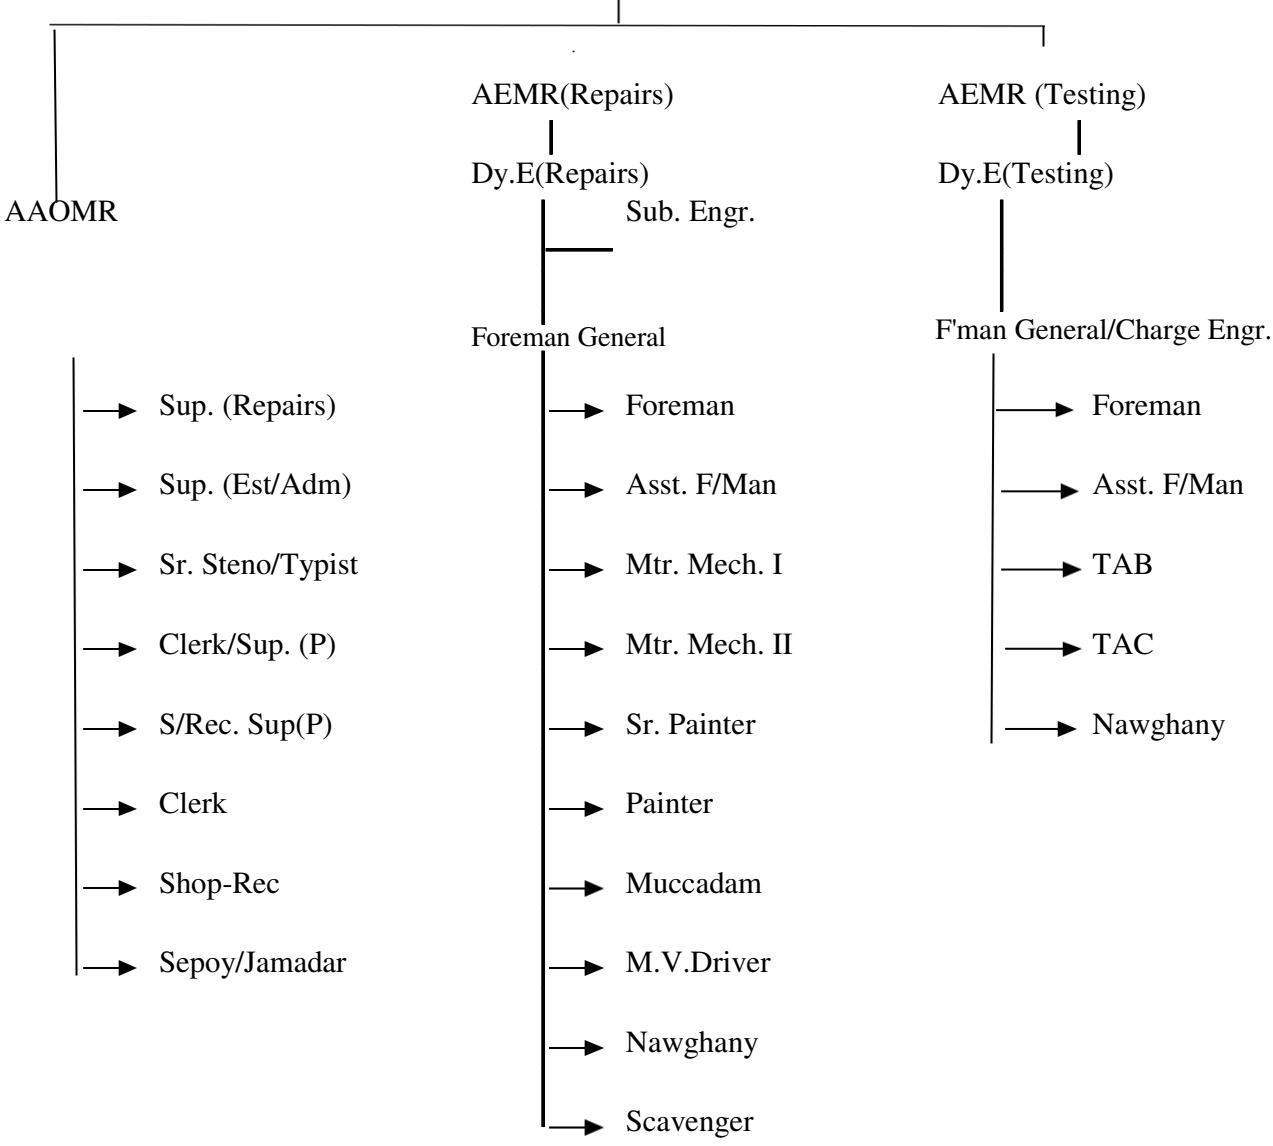 AEMR(Repairs)
AEMR (Testing)
Dy.E(Repairs)
Dy.E(Testing)
AAOMR
Sub. Engr.
Foreman General
F'man General/Charge Engr.
Sup. (Repairs)
Foreman
Foreman
Sup. (Est/Adm)
Asst. F/Man
Asst. F/Man
Sr. Steno/Typist
Mtr. Mech. I
TAB
Clerk/Sup. (P)
Mtr. Mech. II
TAC
S/Rec. Sup(P)
Sr. Painter
Nawghany
Clerk
Painter
Shop-Rec
Muccadam
Sepoy/Jamadar
M.V.Driver
Nawghany
Scavenger